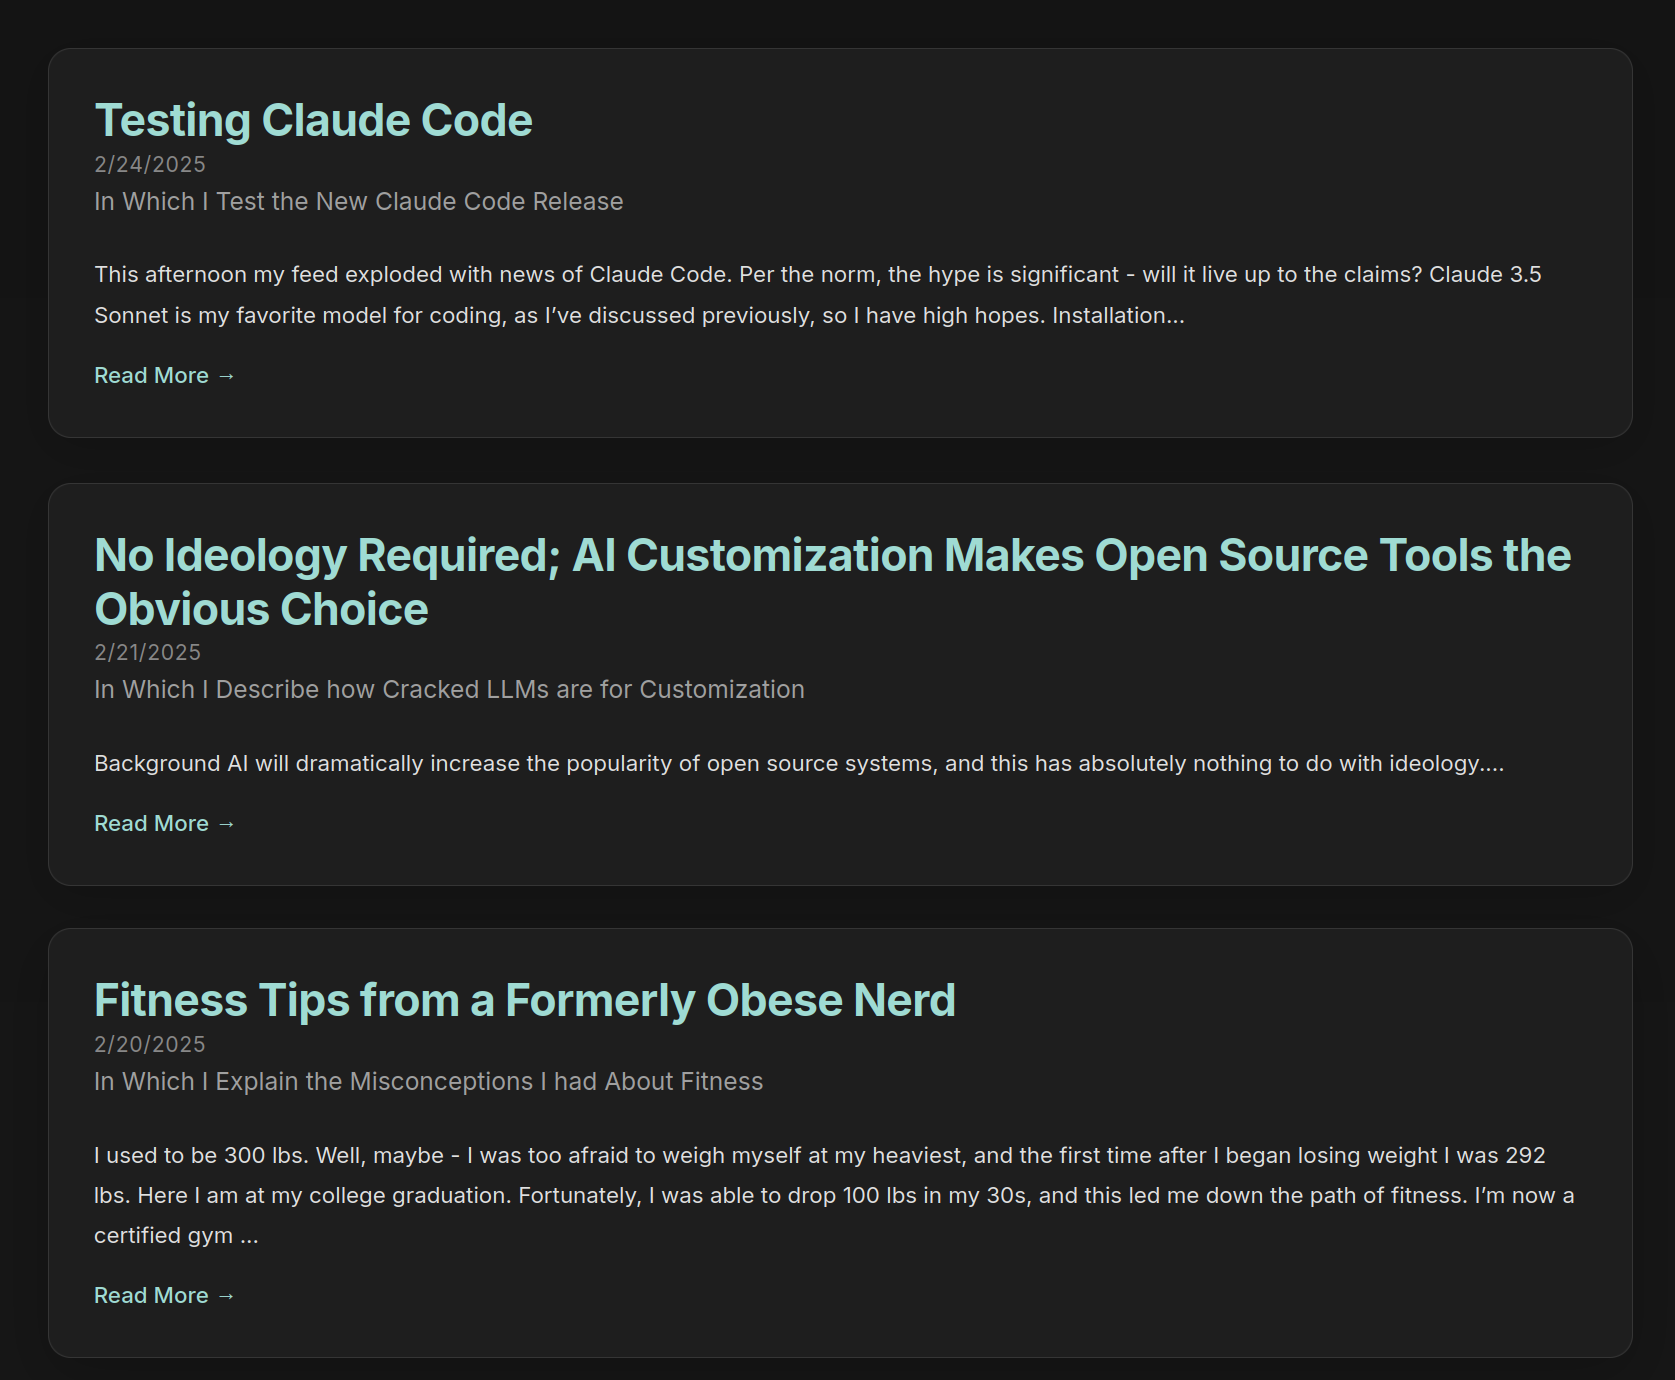 Testing Claude Code
2/24/2025
In Which I Test the New Claude Code Release
This afternoon my feed exploded with news of Claude Code. Per the norm, the hype is significant - will it live up to the claims? Claude 3.5
Sonnet is my favorite model for coding, as I’ve discussed previously, so I have high hopes. Installation...
Read More →
No Ideology Required; AI Customization Makes Open Source Tools the
Obvious Choice
2/21/2025
In Which I Describe how Cracked LLMs are for Customization
Background AI will dramatically increase the popularity of open source systems, and this has absolutely nothing to do with ideology....
Read More →
Fitness Tips from a Formerly Obese Nerd
2/20/2025
In Which I Explain the Misconceptions I had About Fitness
I used to be 300 lbs. Well, maybe - I was too afraid to weigh myself at my heaviest, and the first time after I began losing weight I was 292
lbs. Here I am at my college graduation. Fortunately, I was able to drop 100 lbs in my 30s, and this led me down the path of fitness. I’m now a
certified gym ...
Read More →